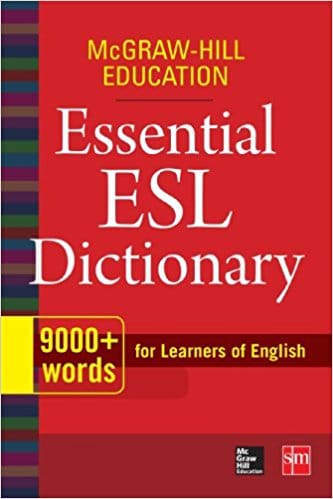 McGRAW-HILL
EDUCATION
Essential
ESL
Dictionary
9000+
words
for Learners of English
Mc
Graw
Hill
Education
sm